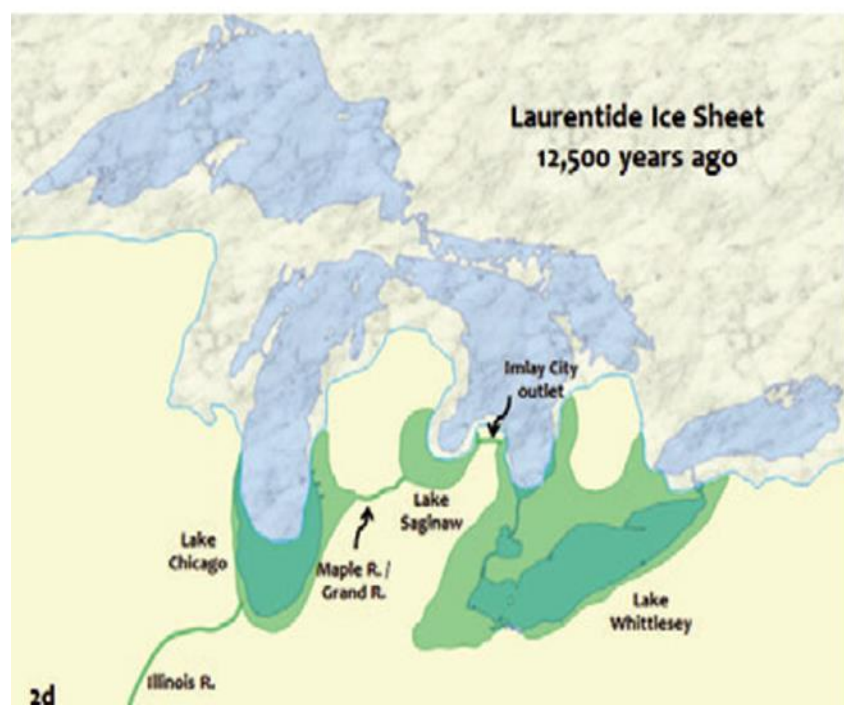 Laurentide Ice Sheet
12,500 years ago
Imlay City
outlet
Lake
Saginaw
Lake
Chicago
Maple R. /
Grand R.
Lake
Whittlesey
Illinois R.
2d